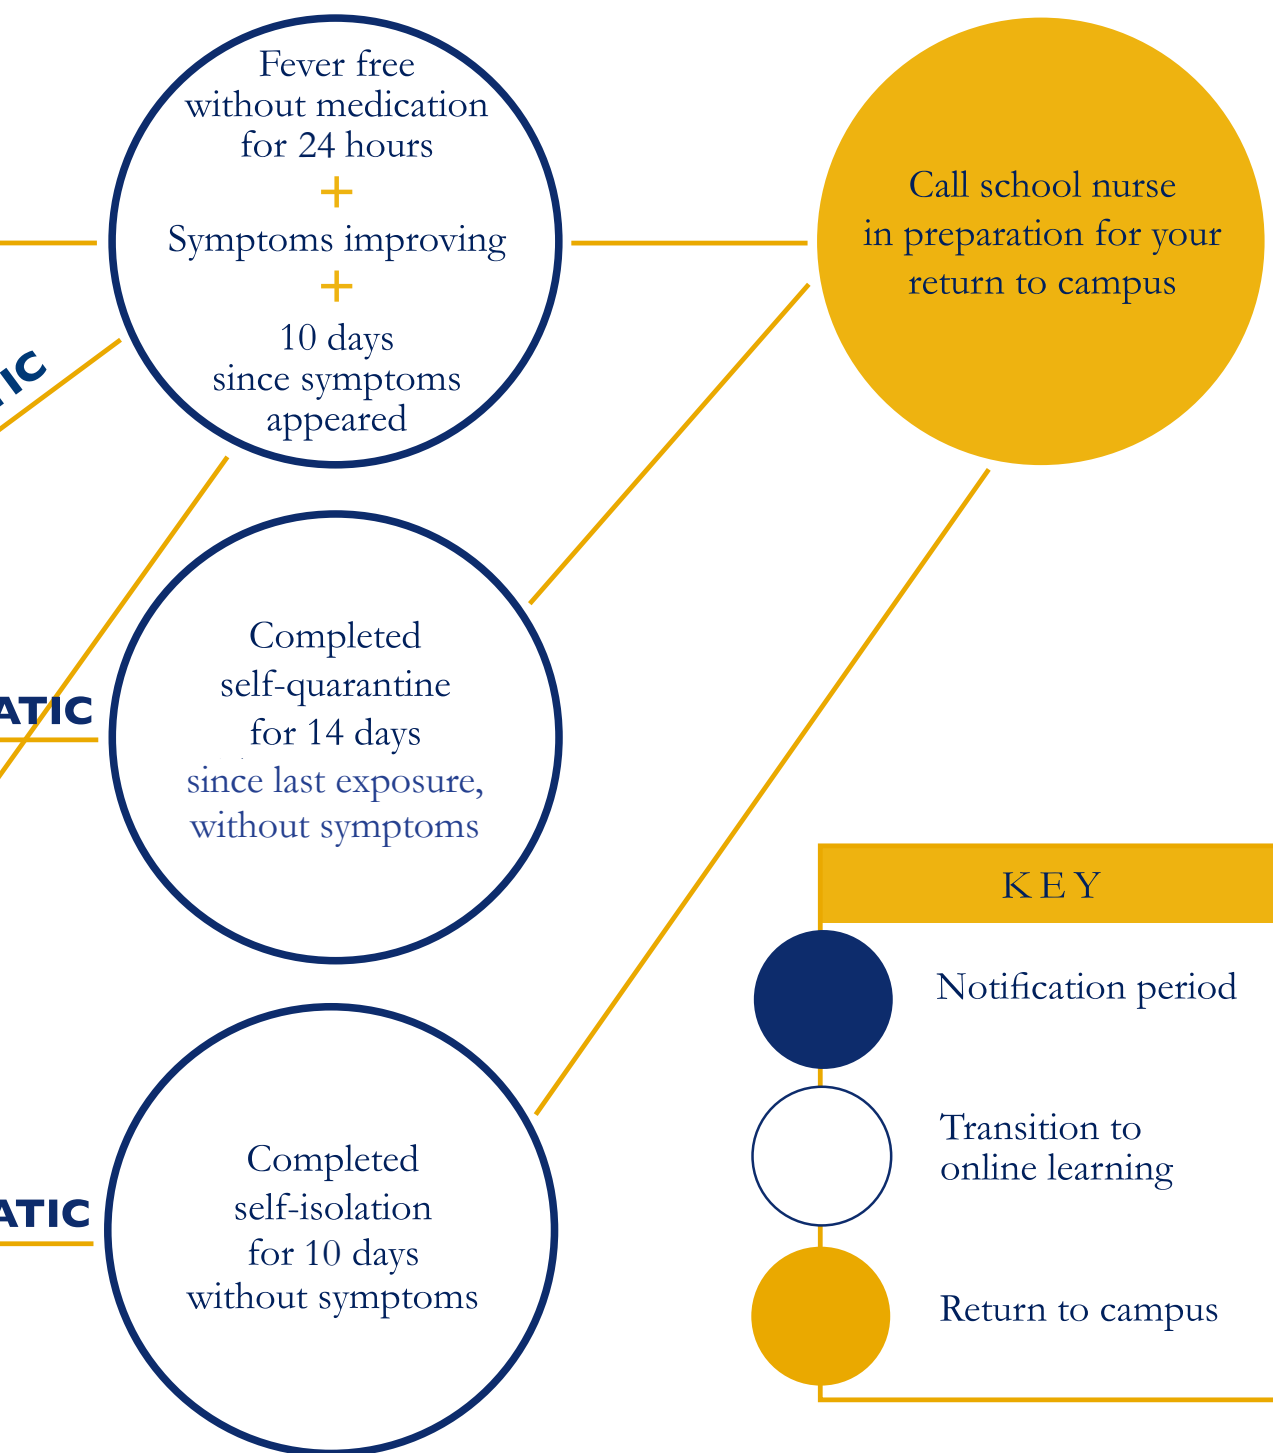 Fever free
without medication
for 24 hours
+
Symptoms improving
+
10 days
since symptoms
appeared
Call school nurse
in preparation for your
return to campus
TIC
Completed
self-quarantine
for 14 days
since last exposure,
without symptoms
ATIC
Completed
self-isolation
for 10 days
without symptoms
ATIC
KEY
Notification period
Transition to
online learning
Return to campus